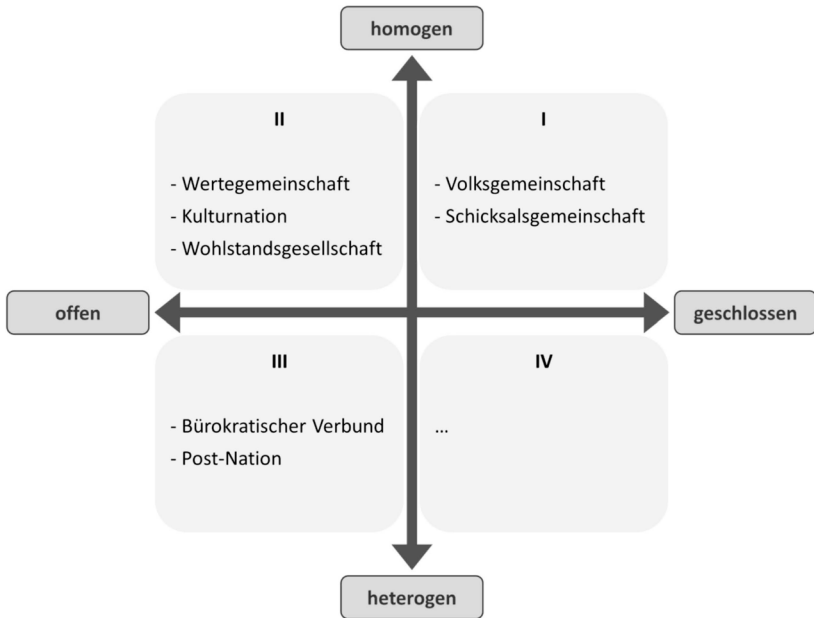 homogen
II
- Wertegemeinschaft
- Kulturnation
- Wohlstandsgesellschaft
I
- Volksgemeinschaft
- Schicksalsgemeinschaft
offen
geschlossen
III
- Bürokratischer Verbund
- Post-Nation
IV
...
heterogen